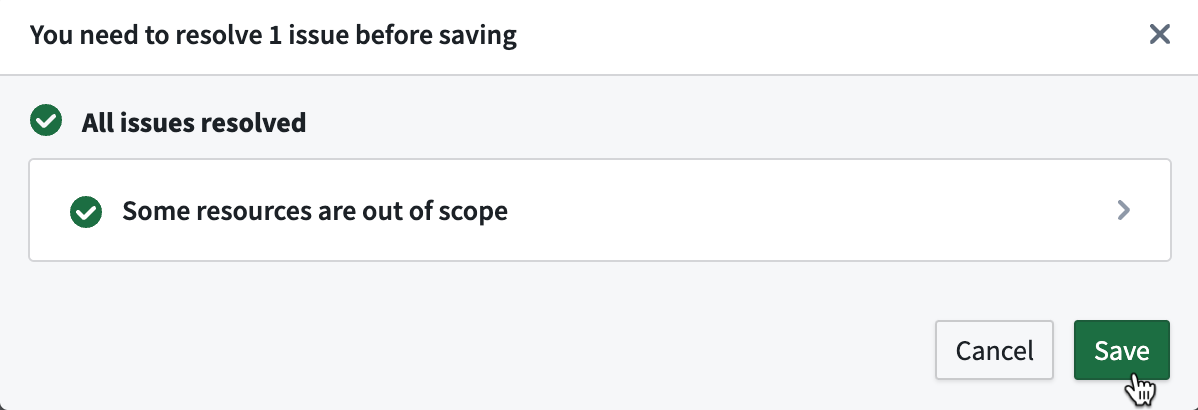 You need to resolve 1 issue before saving
All issues resolved
Some resources are out of scope
Cancel
Save